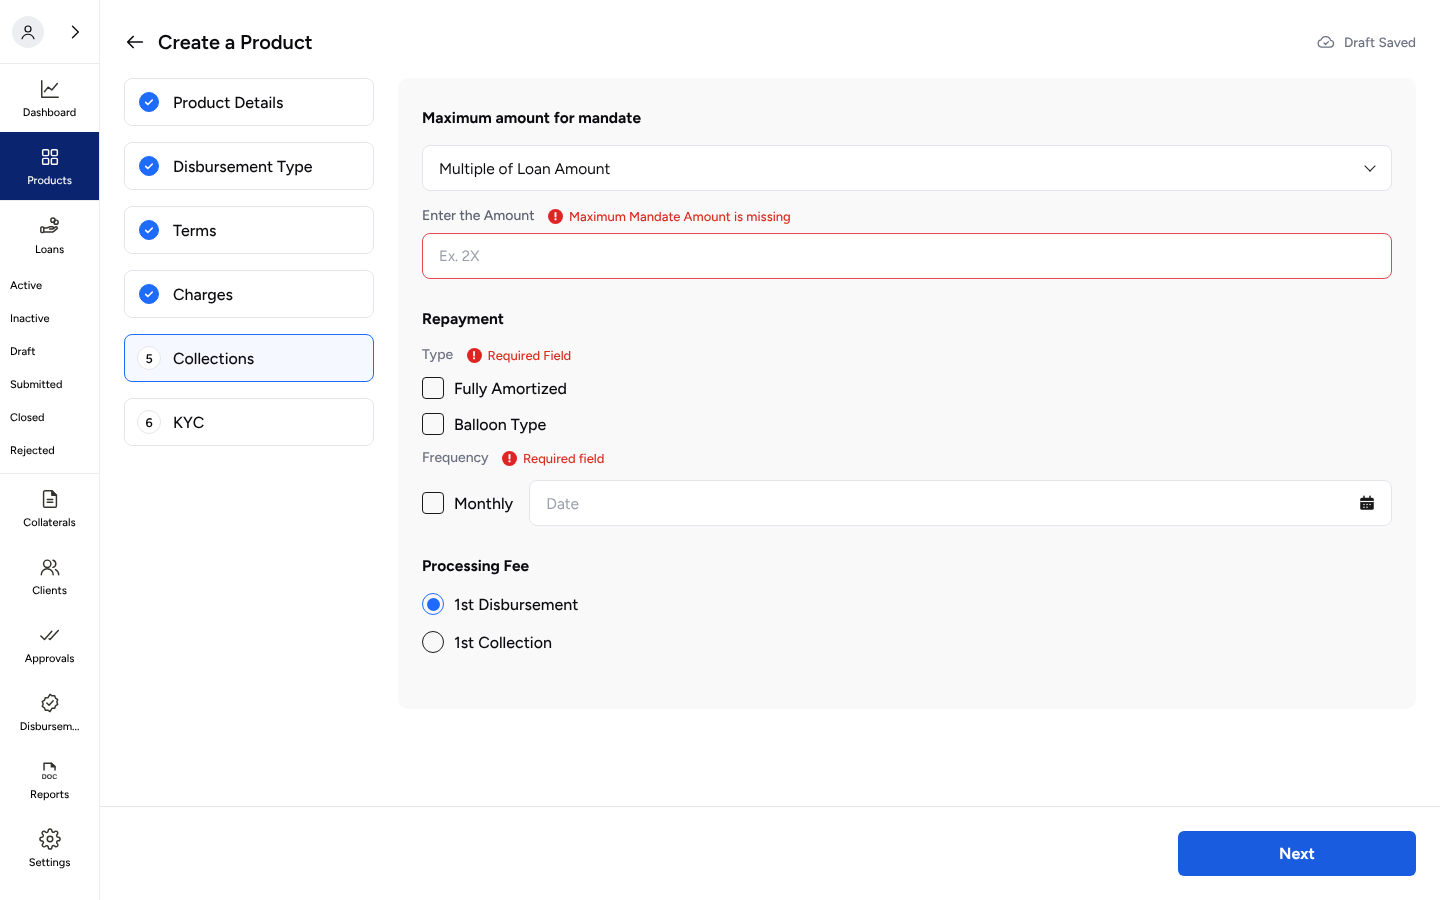 Create a Product
Draft Saved
Dashboard
Products
Loans
Active
Inactive
Draft
Submitted
Closed
Rejected
Collaterals
Clients
Approvals
Disbursem...
DOC
Reports
Settings
Product Details
Disbursement Type
Terms
Charges
5 Collections
6 KYC
Maximum amount for mandate
Multiple of Loan Amount
Enter the Amount ! Maximum Mandate Amount is missing
Ex. 2X
Repayment
Type ! Required Field
Fully Amortized
Balloon Type
Frequency ! Required field
Monthly Date
Processing Fee
1st Disbursement
1st Collection
Next